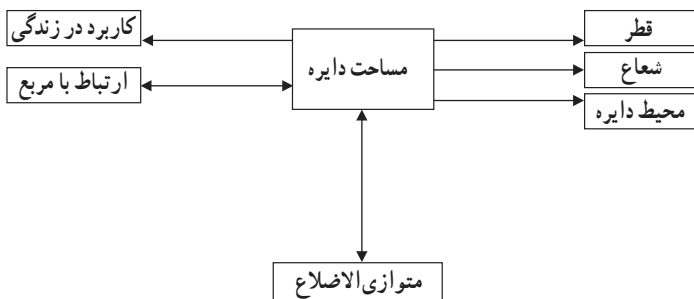 قطر
کاربرد در زندگی
مساحت دایره
شعاع
ارتباط با مربع
محیط دایره
متوازی‌الاضلاع